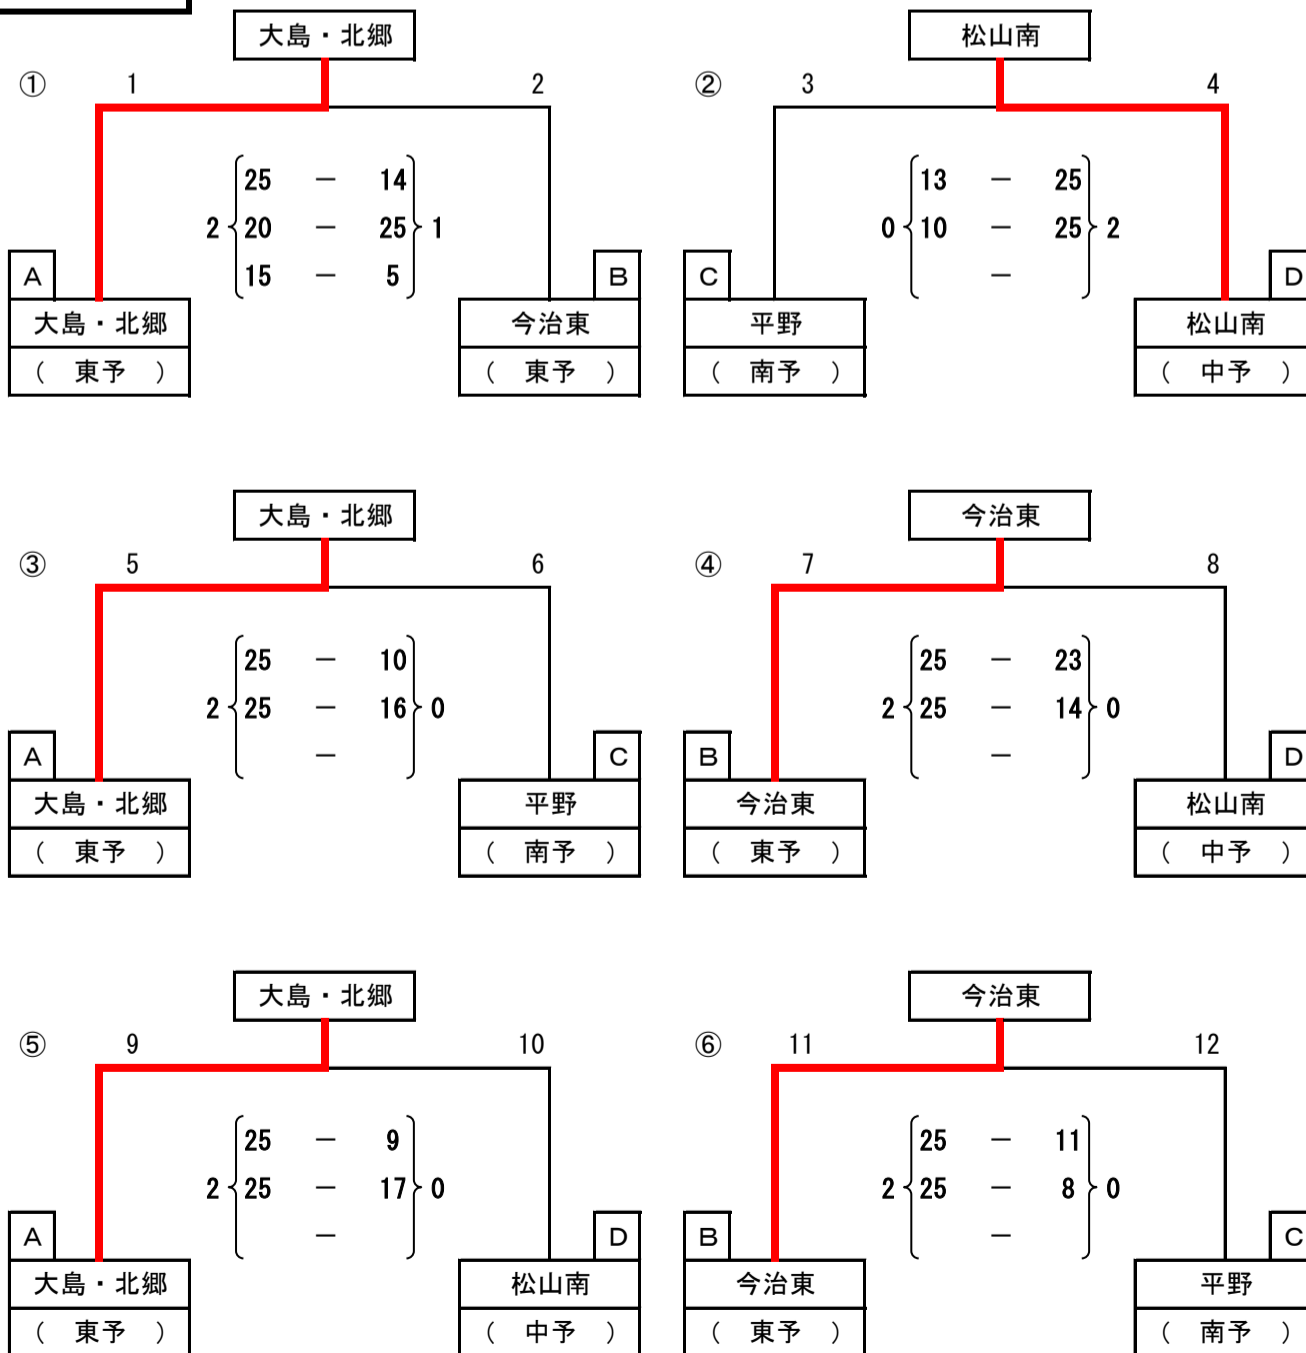 大島・北郷 松山南
① 1 2 ② 3 4
25 － 14 13 － 25
2 20 － 25 1 0 10 － 25 2
A 15 － 5 B C － D
大島・北郷 今治東 平野 松山南
（ 東予 ） （ 東予 ） （ 南予 ） （ 中予 ）
大島・北郷 今治東
③ 5 6 ④ 7 8
25 － 10 25 － 23
2 25 － 16 0 2 25 － 14 0
A － C B － D
大島・北郷 平野 今治東 松山南
（ 東予 ） （ 南予 ） （ 東予 ） （ 中予 ）
大島・北郷 今治東
⑤ 9 10 ⑥ 11 12
25 － 9 25 － 11
2 25 － 17 0 2 25 － 8 0
A － D B － C
大島・北郷 松山南 今治東 平野
（ 東予 ） （ 中予 ） （ 東予 ） （ 南予 ）